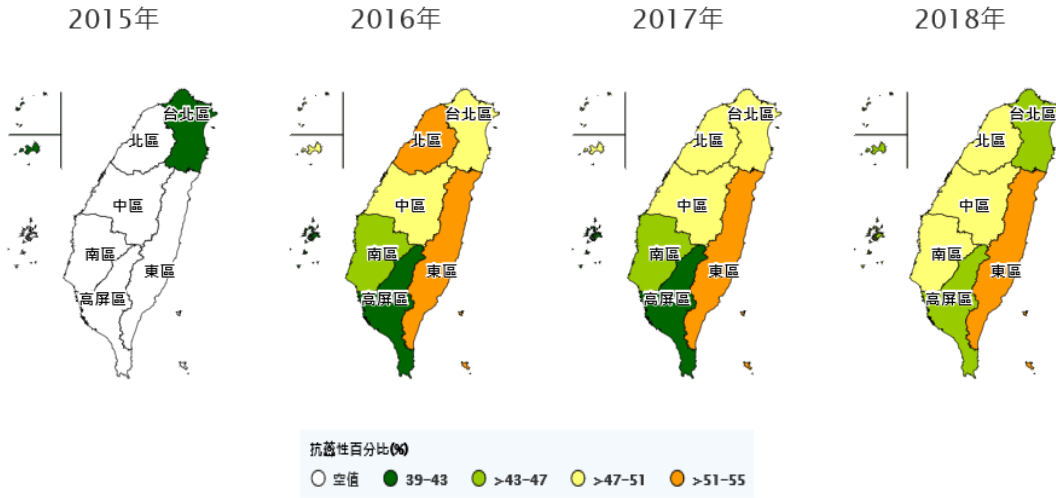 2015年 2016年 2017年 2018年
台北區 台北區 台北區 台北區
北區 北區 北區 北區
中區 中區 中區 中區
南區 南區 南區 南區
東區 東區 東區 東區
高屏區 高屏區 高屏區 高屏區
抗藥性百分比(%)
空值 39-43 >43-47 >47-51 >51-55